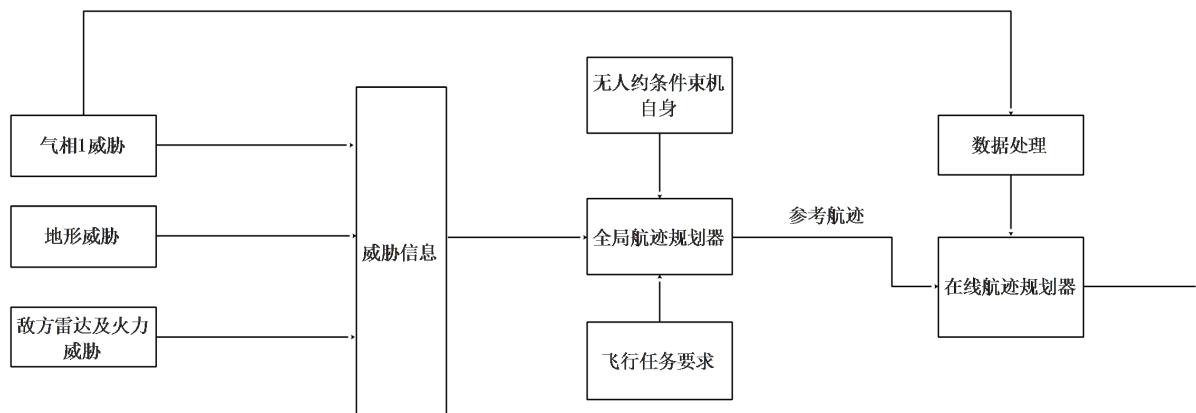 无人约条件束机
自身
气相1威胁
数据处理
地形威胁
参考航迹
威胁信息
全局航迹规划器
在线航迹规划器
敌方雷达及火力
威胁
飞行任务要求